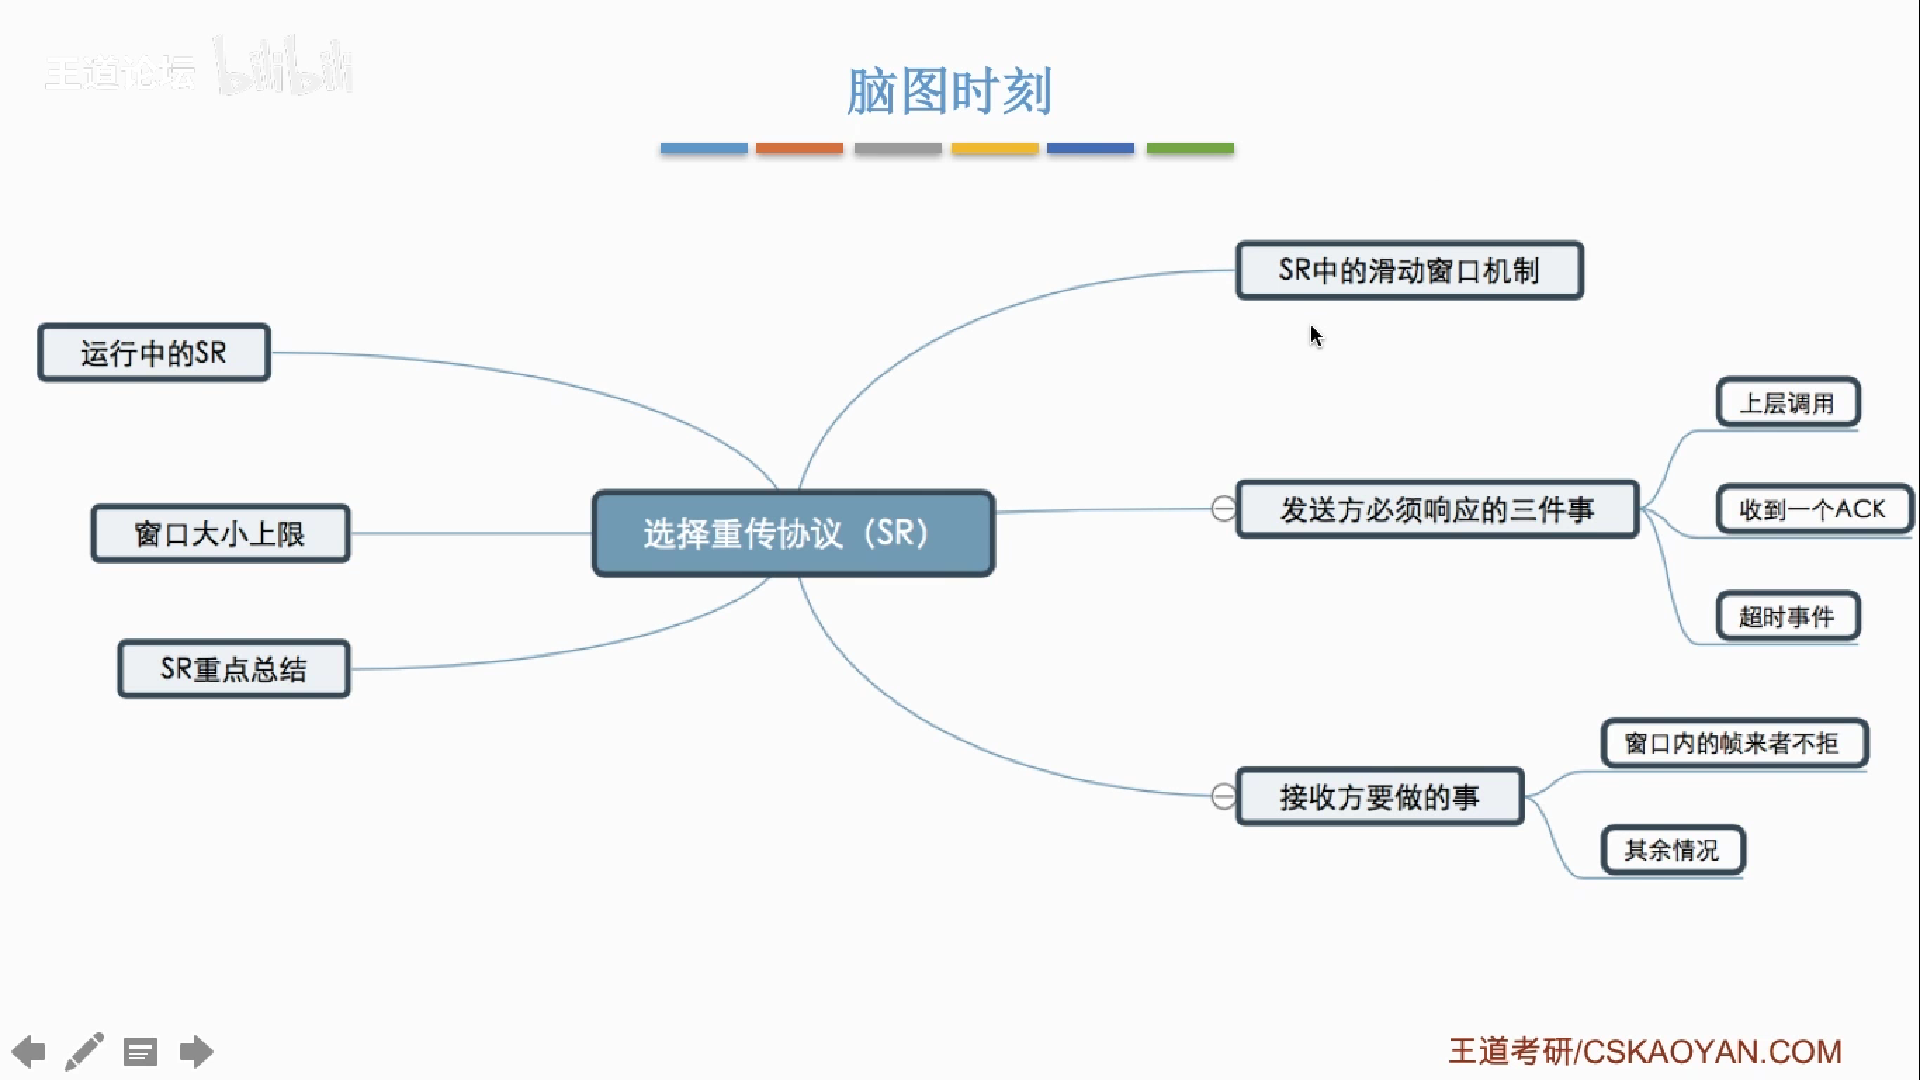 王道论坛 bilibili
脑图时刻
SR中的滑动窗口机制
运行中的SR
上层调用
窗口大小上限
选择重传协议（SR）
发送方必须响应的三件事
收到一个ACK
超时事件
SR重点总结
窗口内的帧来者不拒
接收方要做的事
其余情况
王道考研/CSKAOYAN.COM